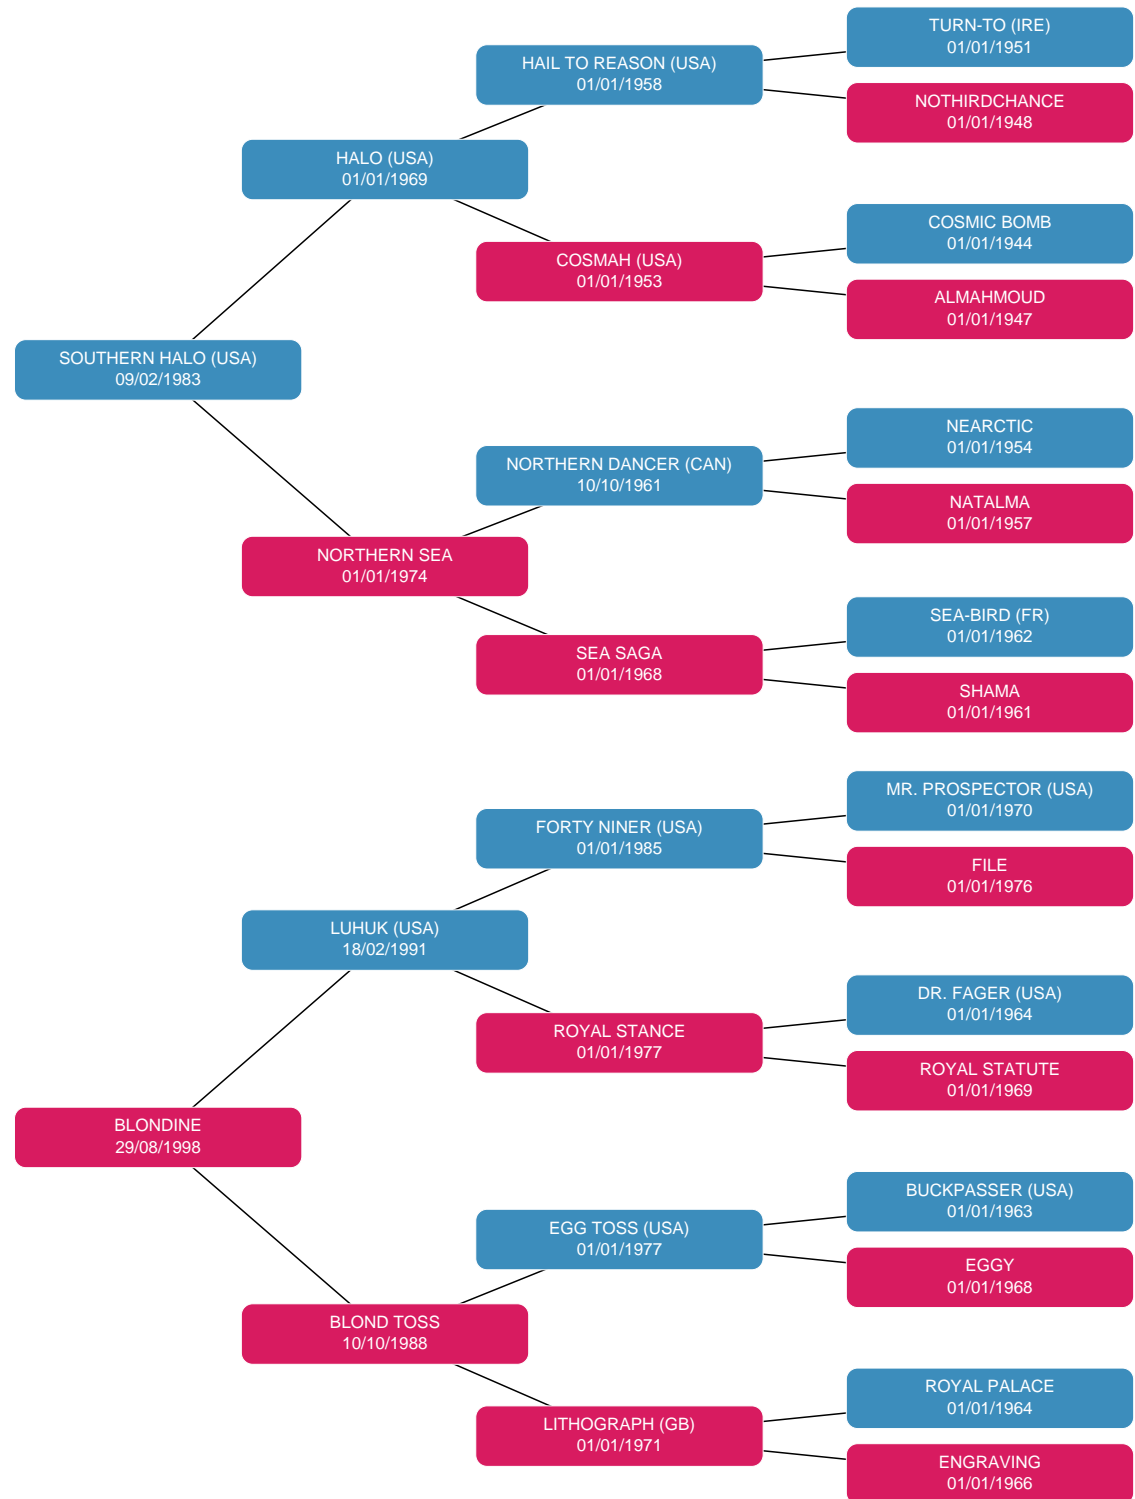 TURN-TO (IRE)
01/01/1951
HAIL TO REASON (USA)
01/01/1958
NOTHIRDCHANCE
01/01/1948
HALO (USA)
01/01/1969
COSMIC BOMB
01/01/1944
COSMAH (USA)
01/01/1953
ALMAHMOUD
01/01/1947
SOUTHERN HALO (USA)
09/02/1983
NEARCTIC
01/01/1954
NORTHERN DANCER (CAN)
10/10/1961
NATALMA
01/01/1957
NORTHERN SEA
01/01/1974
SEA-BIRD (FR)
01/01/1962
SEA SAGA
01/01/1968
SHAMA
01/01/1961
MR. PROSPECTOR (USA)
01/01/1970
FORTY NINER (USA)
01/01/1985
FILE
01/01/1976
LUHUK (USA)
18/02/1991
DR. FAGER (USA)
01/01/1964
ROYAL STANCE
01/01/1977
ROYAL STATUTE
01/01/1969
BLONDINE
29/08/1998
BUCKPASSER (USA)
01/01/1963
EGG TOSS (USA)
01/01/1977
EGGY
01/01/1968
BLOND TOSS
10/10/1988
ROYAL PALACE
01/01/1964
LITHOGRAPH (GB)
01/01/1971
ENGRAVING
01/01/1966